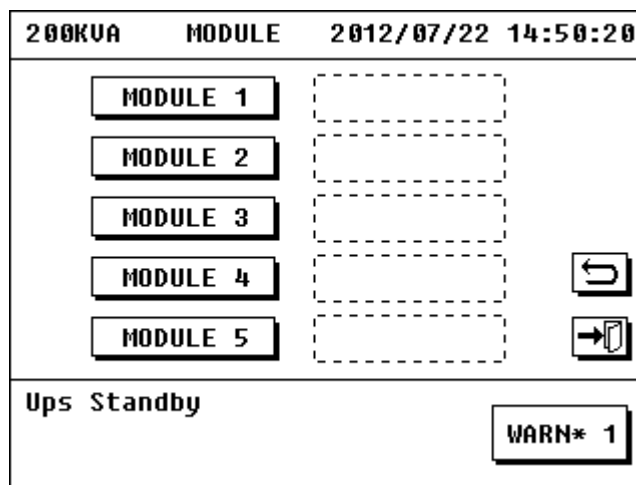 200KVA MODULE 2012/07/22 14:50:20
MODULE 1
MODULE 2
MODULE 3
MODULE 4
MODULE 5
Ups Standby
WARN* 1